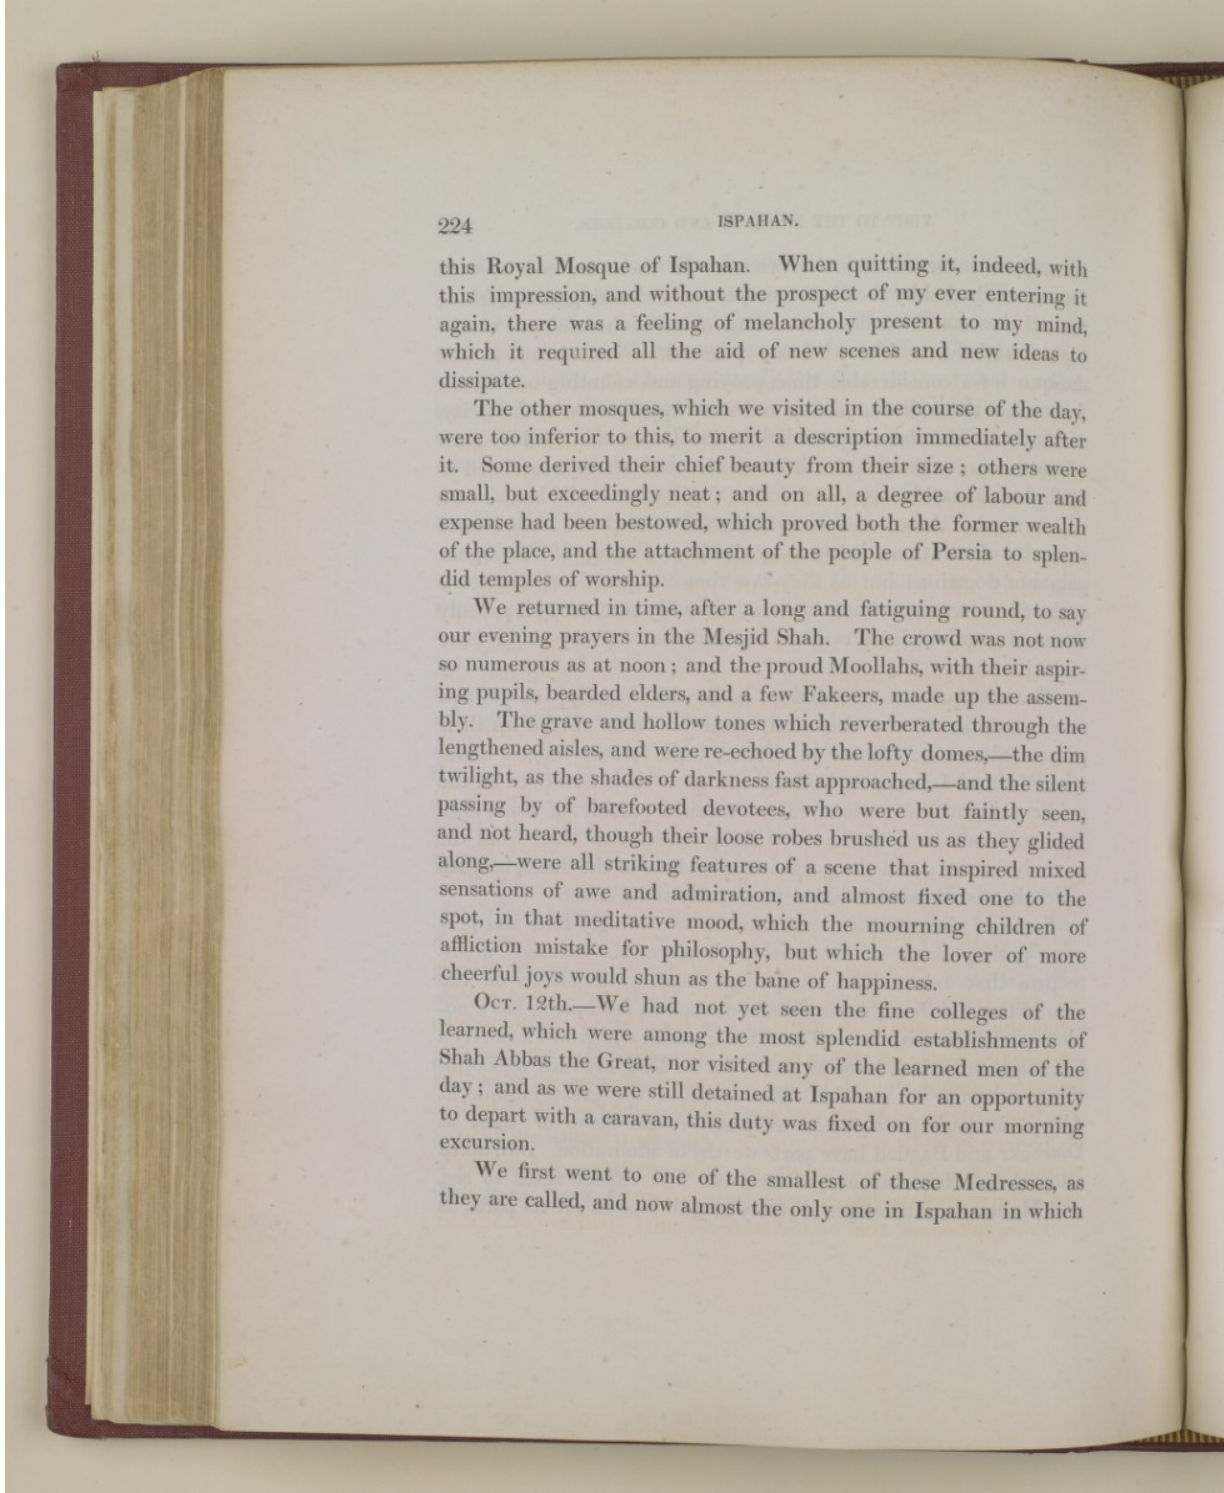 224
ISPAHAN.
this Royal Mosque of Ispahan. When quitting it, indeed, with
this impression, and without the prospect of my ever entering it
again, there was a feeling of melancholy present to my mind,
which it required all the aid of new scenes and new ideas to
dissipate.
The other mosques, which we visited in the course of the day,
were too inferior to this, to merit a description immediately after
it. Some derived their chief beauty from their size ; others were
small, but exceedingly neat ; and on all, a degree of labour and
expense had been bestowed, which proved both the former wealth
of the place, and the attachment of the people of Persia to splen-
did temples of worship.
We returned in time, after a long and fatiguing round, to say
our evening prayers in the Mesjid Shah. The crowd was not now
so numerous as at noon ; and the proud Moollahs, with their aspir-
ing pupils, bearded elders, and a few Fakeers, made up the assem-
bly. The grave and hollow tones which reverberated through the
lengthened aisles, and were re-echoed by the lofty domes,—the dim
twilight, as the shades of darkness fast approached,—and the silent
passing by of barefooted devotees, who were but faintly seen,
and not heard, though their loose robes brushed us as they glided
along,—were all striking features of a scene that inspired mixed
sensations of awe and admiration, and almost fixed one to the
spot, in that meditative mood, which the mourning children of
affliction mistake for philosophy, but which the lover of more
cheerful joys would shun as the bane of happiness.
Oct. 12th.—We had not yet seen the fine colleges of the
learned, which were among the most splendid establishments of
Shah Abbas the Great, nor visited any of the learned men of the
day ; and as we were still detained at Ispahan for an opportunity
to depart with a caravan, this duty was fixed on for our morning
excursion.
We first went to one of the smallest of these Medresses, as
they are called, and now almost the only one in Ispahan in which